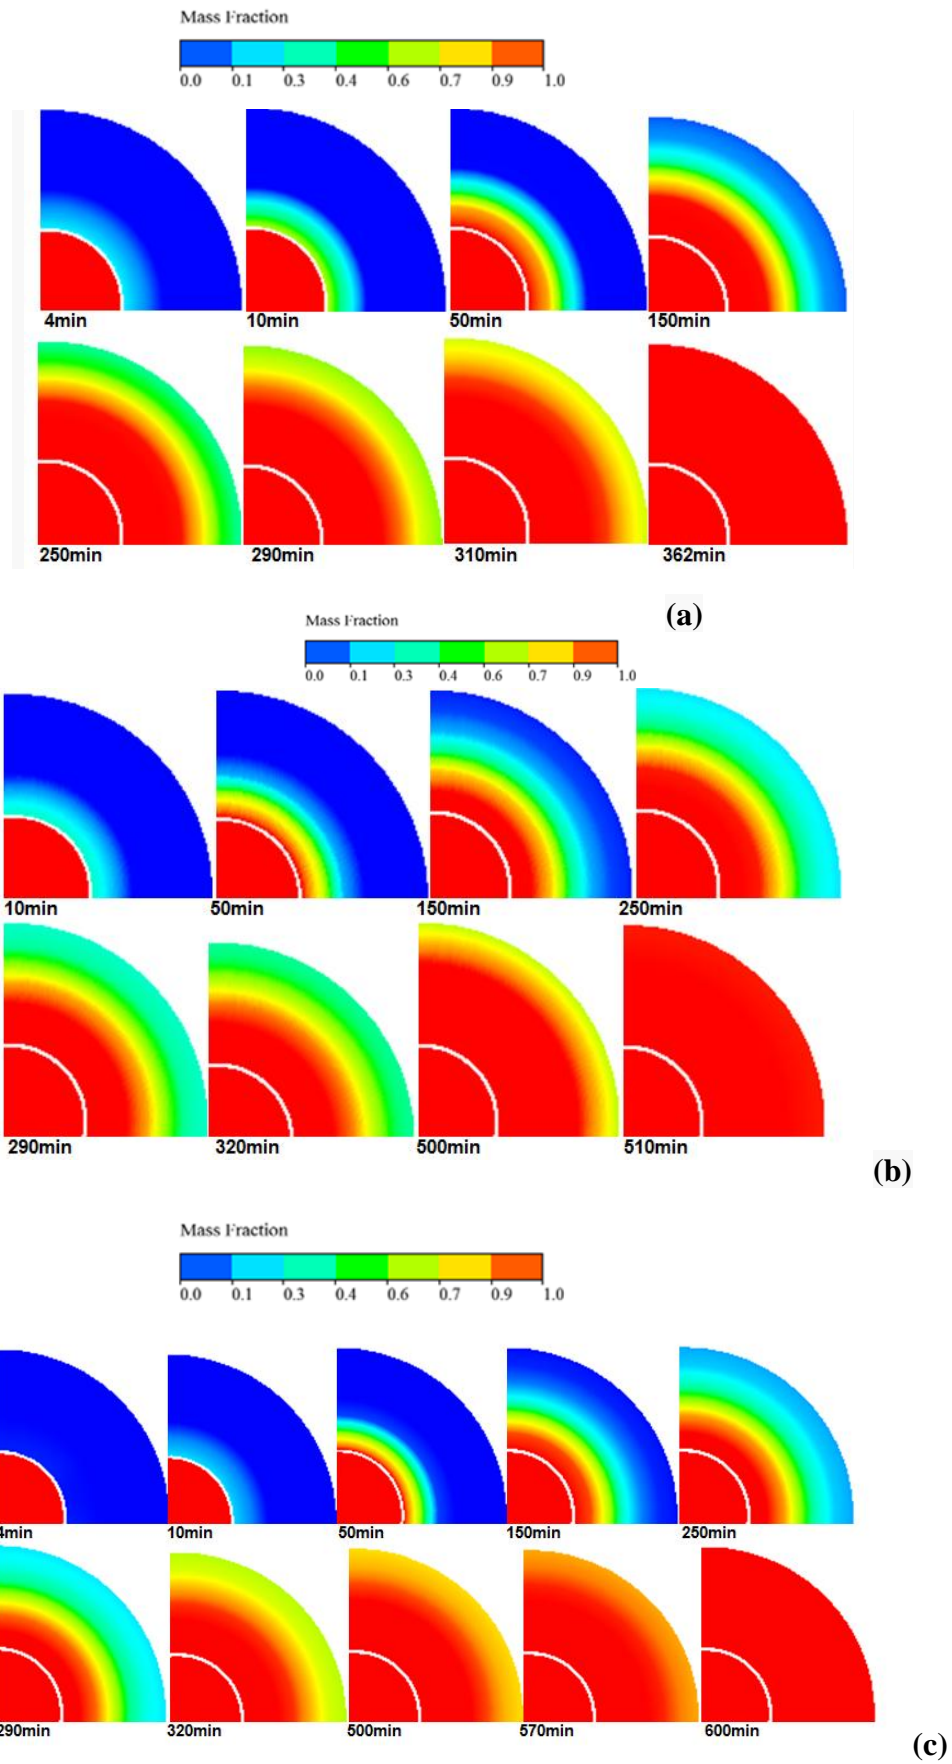 Mass Fraction
0.0 0.1 0.3 0.4 0.6 0.7 0.9 1.0
4min 10min 50min 150min
250min 290min 310min 362min
(a)
Mass Fraction
0.0 0.1 0.3 0.4 0.6 0.7 0.9 1.0
10min 50min 150min 250min
290min 320min 500min 510min
(b)
Mass Fraction
0.0 0.1 0.3 0.4 0.6 0.7 0.9 1.0
4min 10min 50min 150min 250min
290min 320min 500min 570min 600min
(c)